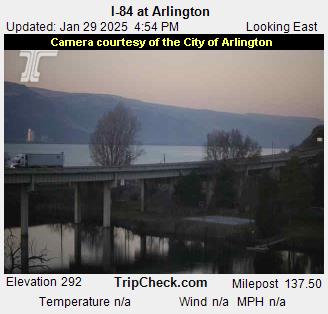 I-84 at Arlington
Updated: Jan 29 2025 4:54 PM Looking East
Camera courtesy of the City of Arlington
Elevation 292 TripCheck.com Milepost 137.50
Temperature n/a Wind n/a MPH n/a